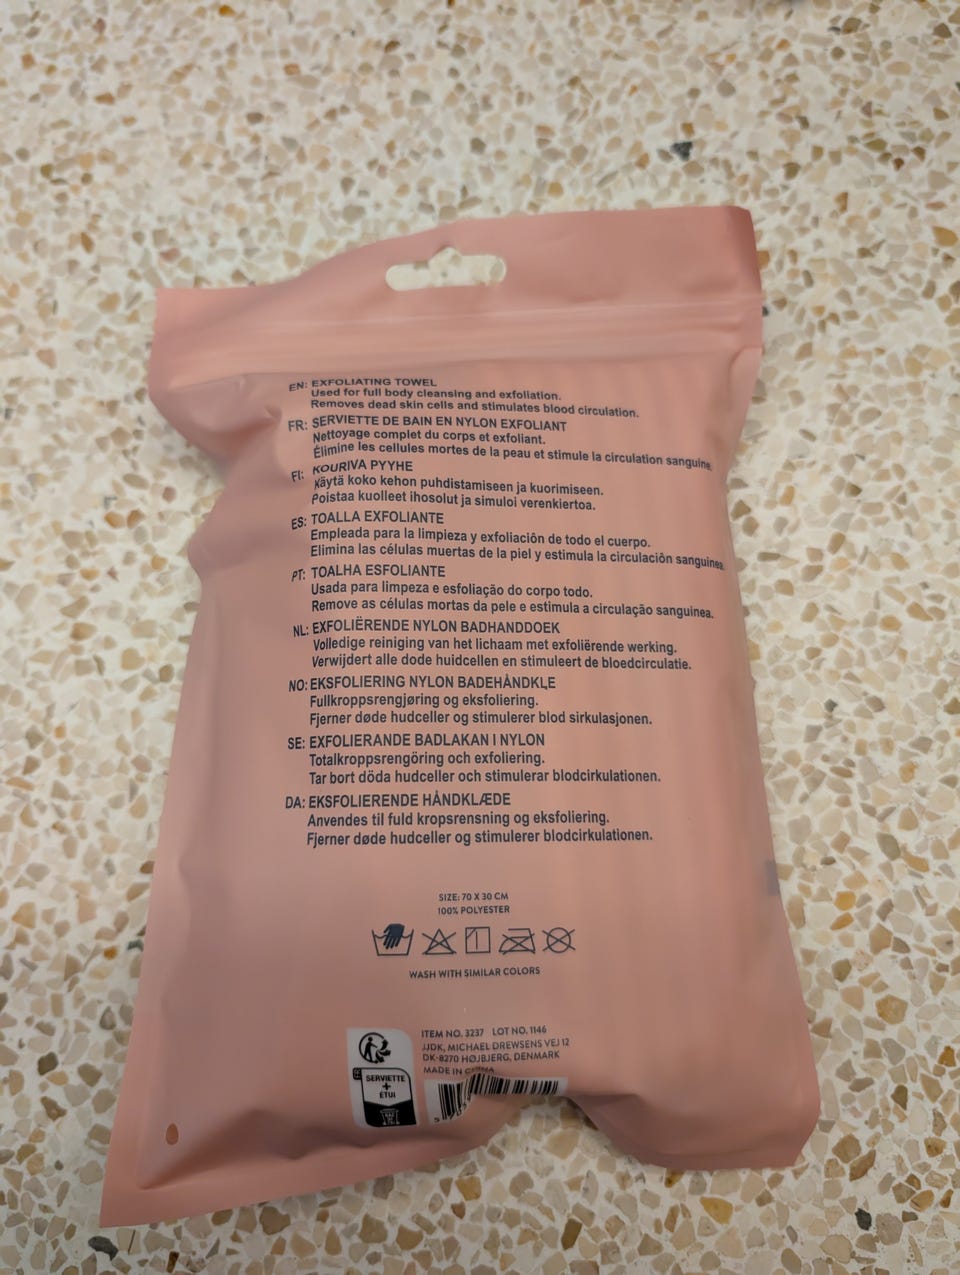 EN: EXFOLIATING TOWEL
Used for full body cleansing and exfoliation.
Removes dead skin cells and stimulates blood circulation.
FR: SERVIETTE DE BAIN EN NYLON EXFOLIANT
Nettoyage complet du corps et exfoliant.
Élimine les cellules mortes de la peau et stimule la circulation sanguine.
FI: KOURIVA PYYHE
Käytä koko kehon puhdistamiseen ja kuorimiseen.
Poistaa kuolleet ihosolut ja simuloi verenkiertoa.
ES: TOALLA EXFOLIANTE
Empleada para la limpieza y exfoliaciôn de todo el cuerpo.
Elimina las células muertas de la piel y estimula la circulaciôn sanguinea.
PT: TOALHA ESFOLIANTE
Usada para limpeza e esfoliação do corpo todo.
Remove as células mortas da pele e estimula a circulação sanguinea.
NL: EXFOLIËRENDE NYLON BADHANDDOEK
Volledige reiniging van het lichaam met exfoliërende werking.
Verwijdert alle dode huidcellen en stimuleert de bloedcirculatie.
NO: EKSFOLIERING NYLON BADEHÅNDKLE
Fullkroppsrengjøring og eksfoliering.
Fjerner døde hudceller og stimulerer blod sirkulasjonen.
SE: EXFOLIERANDE BADLAKAN I NYLON
Totalkroppsrengöring och exfoliering.
Tar bort döda hudceller och stimulerar blodcirkulationen.
DA: EKSFOLIERENDE HÅNDKLÆDE
Anvendes til fuld kropsrensning og eksfoliering.
Fjerner døde hudceller og stimulerer blodcirkulationen.
SIZE: 70 X 30 CM
100% POLYESTER
WASH WITH SIMILAR COLORS
ITEM NO. 3237 LOT NO. 1146
JJDK, MICHAEL DREWSENS VEJ 12
DK-8270 HØJBJERG, DENMARK
MADE IN CHINA
FR
SERVIETTE
+
ÉTUI